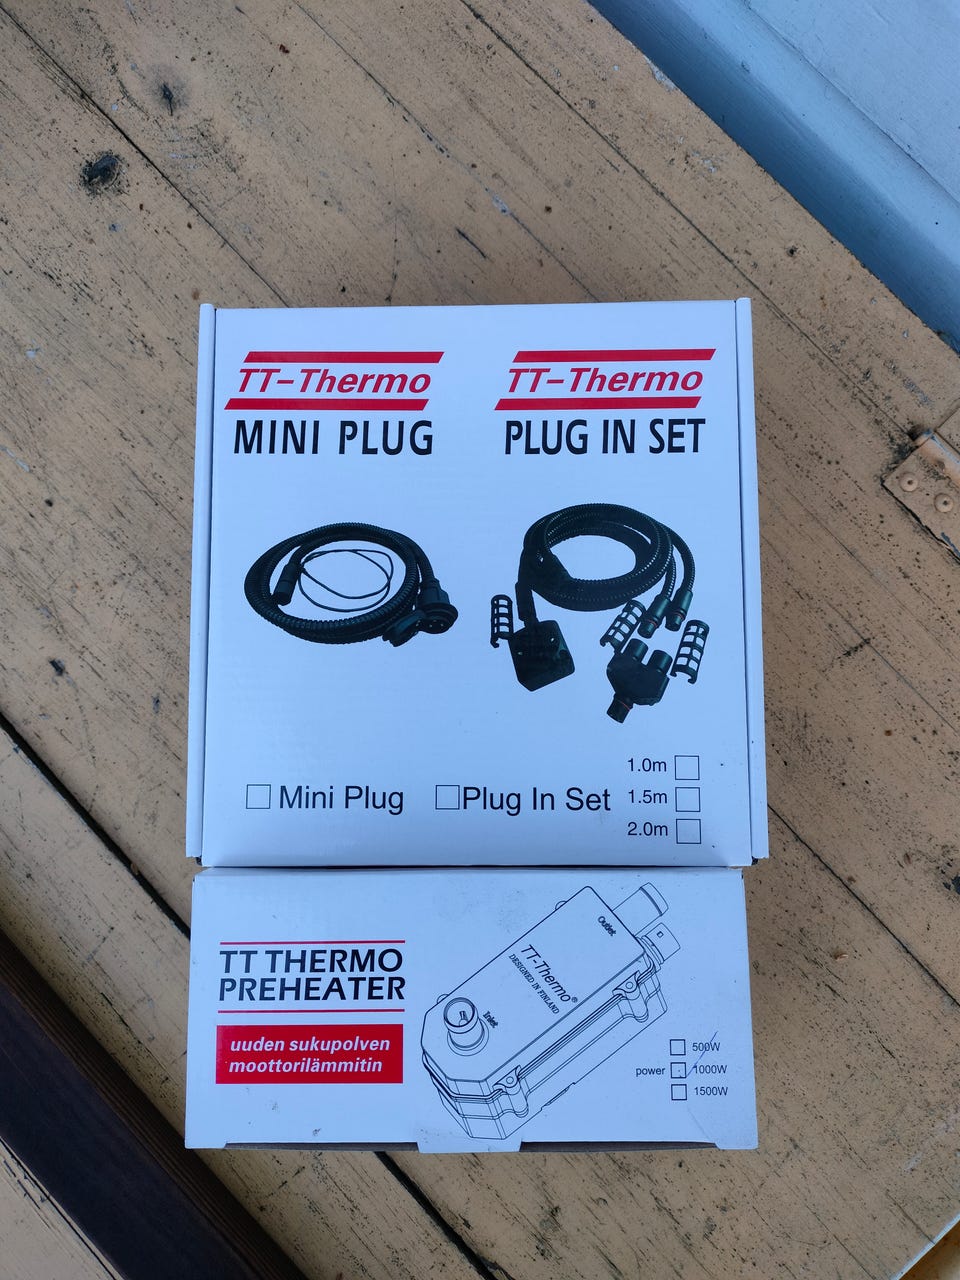 TT-Thermo
MINI PLUG
TT-Thermo
PLUG IN SET
Mini Plug
Plug In Set
1.0m
1.5m
2.0m
TT THERMO
PREHEATER
uuden sukupolven
moottorilämmitin
Outlet
TT-Thermo®
DESIGNED IN FINLAND
Inlet
power
500W
1000W
1500W